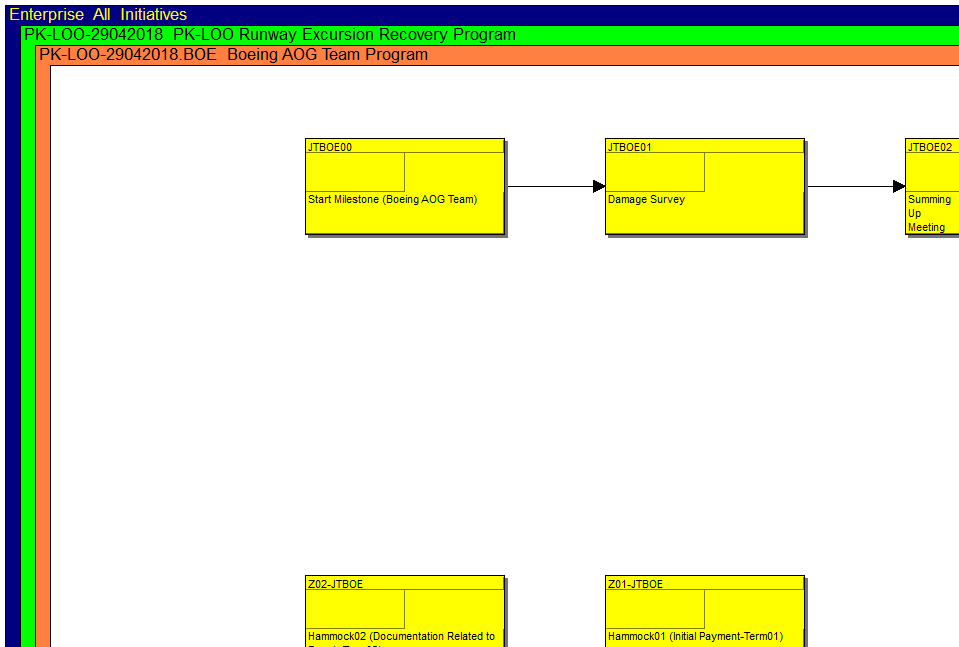 Enterprise All Initiatives
PK-LOO-29042018 PK-LOO Runway Excursion Recovery Program
PK-LOO-29042018.BOE Boeing AOG Team Program
JTBOE00
Start Milestone (Boeing AOG Team)
JTBOE01
Damage Survey
JTBOE02
Summing
Up
Meeting
Z02-JTBOE
Hammock02 (Documentation Related to
Z01-JTBOE
Hammock01 (Initial Payment-Term01)